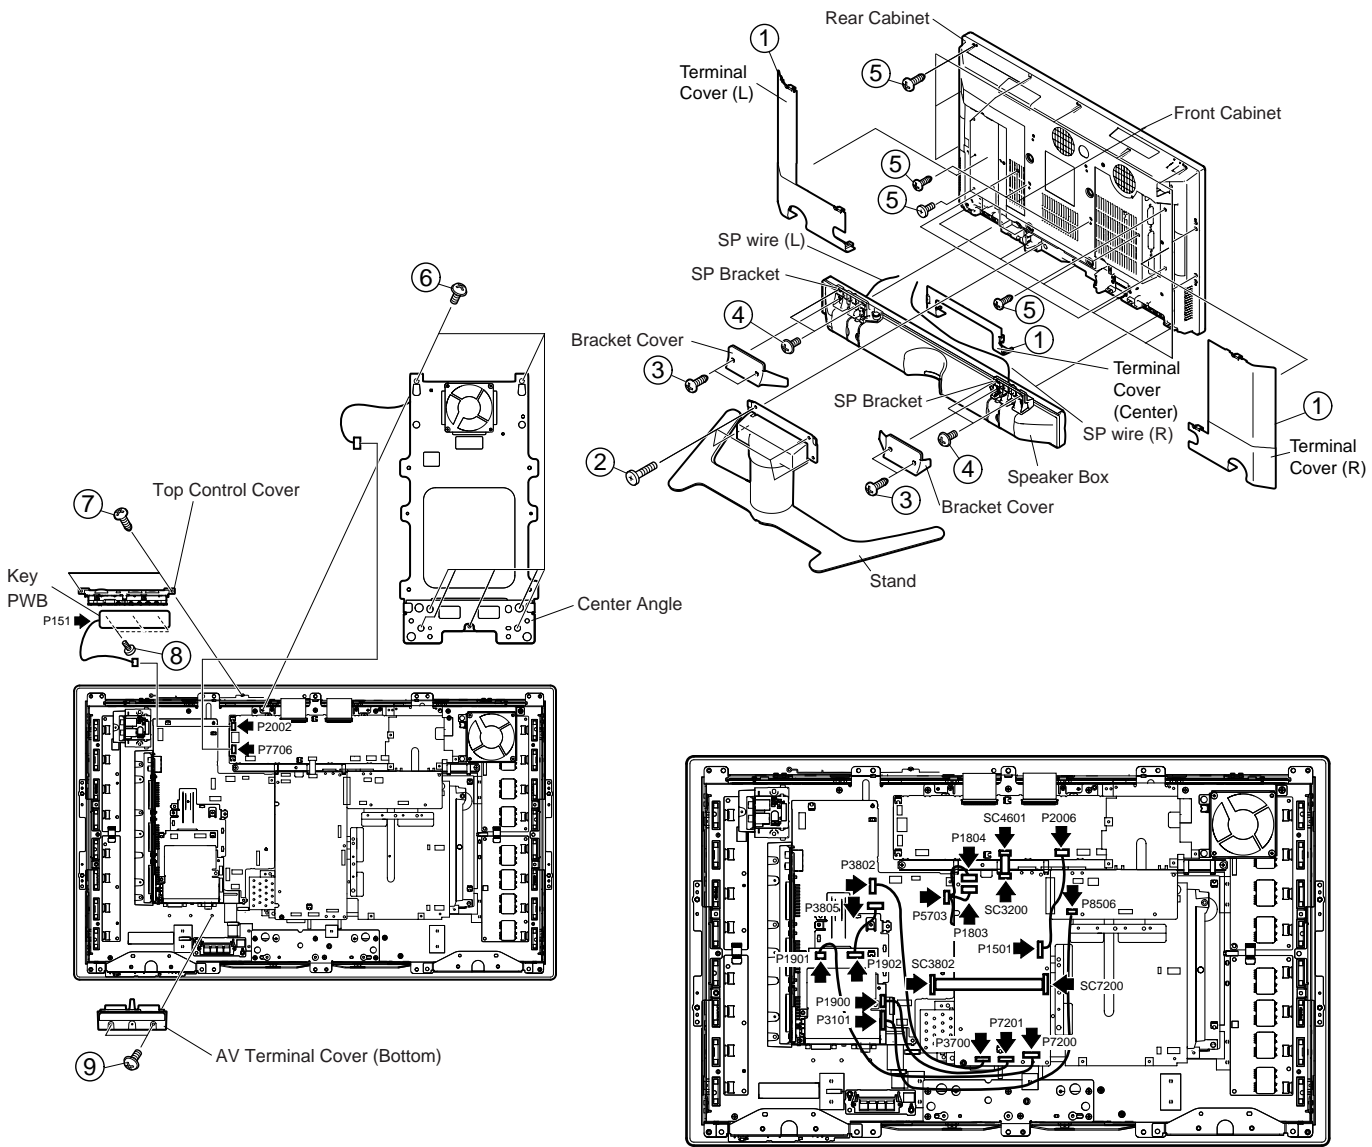 Rear Cabinet
1
Terminal
Cover (L)
5
Front Cabinet
5
5
SP wire (L)
SP Bracket
6
5
4
1
Bracket Cover
Terminal
Cover
(Center)
3
SP Bracket
1
SP wire (R)
2
4
Speaker Box
Terminal
Cover (R)
3
Bracket Cover
Stand
7
Top Control Cover
Key
PWB
P151
8
Center Angle
P2002
P7706
AV Terminal Cover (Bottom)
9
SC4601
P2006
P1804
P3802
P3805
P5703
P1803
SC3200
P8506
P1501
P1901
P1902
SC3802
SC7200
P1900
P3101
P7201
P3700
P7200